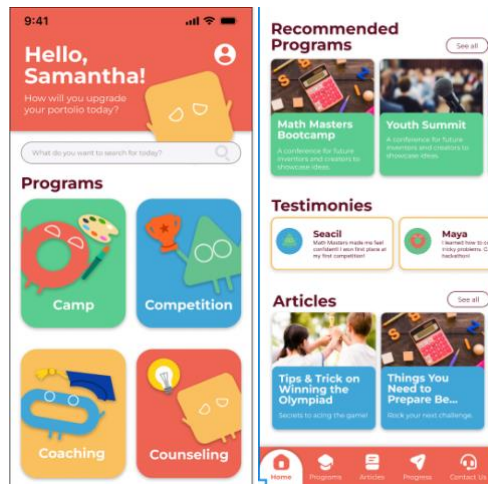 9:41
Hello,
Samantha!
How will you upgrade
your portolio today?
What do you want to search for today?
Programs
Camp
Competition
Coaching
Counseling
Recommended
Programs
See all
Math Masters
Bootcamp
A conference for future
inventors and creators to
showcase ideas.
Youth Summit
A conference for future
inventors and creators to
showcase ideas.
Testimonies
Seacil
Math Masters made me feel
confident! I won first place at
my first competition!
Maya
I learned how to
tricky problems.
hackathon!
Articles
See all
Tips & Trick on
Winning the
Olympiad
Secrets to acing the game!
Things You
Need to
Prepare Be...
Rock your next challenge.
Home
Programs
Articles
Progress
Contact Us